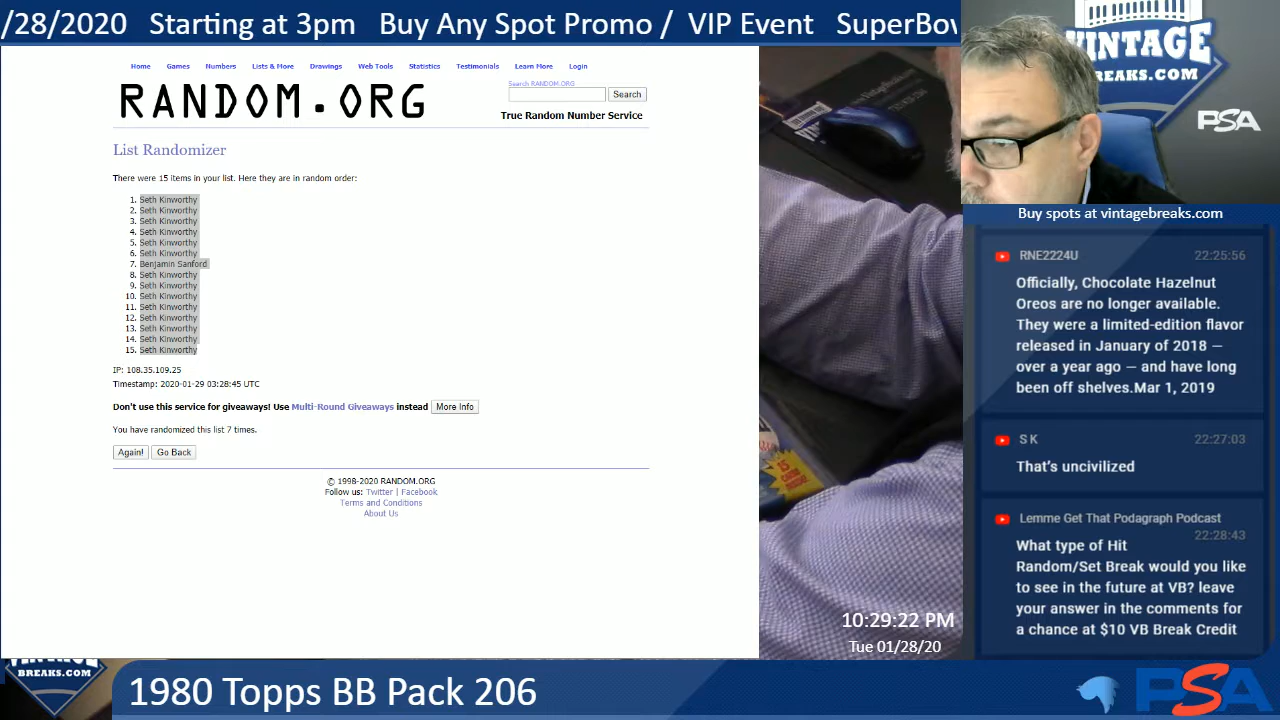 /28/2020 Starting at 3pm Buy Any Spot Promo / VIP Event SuperBow
Home Games Numbers Lists & More Drawings Web Tools Statistics Testimonials Learn More Login
RANDOM.ORG
Search RANDOM.ORG
Search
True Random Number Service
List Randomizer
There were 15 items in your list. Here they are in random order:
1. Seth Kinworthy
2. Seth Kinworthy
3. Seth Kinworthy
4. Seth Kinworthy
5. Seth Kinworthy
6. Seth Kinworthy
7. Benjamin Sanford
8. Seth Kinworthy
9. Seth Kinworthy
10. Seth Kinworthy
11. Seth Kinworthy
12. Seth Kinworthy
13. Seth Kinworthy
14. Seth Kinworthy
15. Seth Kinworthy
IP: 108.35.109.25
Timestamp: 2020-01-29 03:28:45 UTC
Don't use this service for giveaways! Use Multi-Round Giveaways instead More Info
You have randomized this list 7 times.
Again! Go Back
© 1998-2020 RANDOM.ORG
Follow us: Twitter | Facebook
Terms and Conditions
About Us
VINTAGE
BREAKS.COM
PSA
Buy spots at vintagebreaks.com
RNE2224U 22:25:56
Officially, Chocolate Hazelnut
Oreos are no longer available.
They were a limited-edition flavor
released in January of 2018 —
over a year ago — and have long
been off shelves.Mar 1, 2019
S K 22:27:03
That's uncivilized
Lemme Get That Podagraph Podcast
22:28:43
What type of Hit
Random/Set Break would you like
to see in the future at VB? leave
your answer in the comments for
a chance at $10 VB Break Credit
10:29:22 PM
Tue 01/28/20
VINTAGE
BREAKS.COM
1980 Topps BB Pack 206
PSA